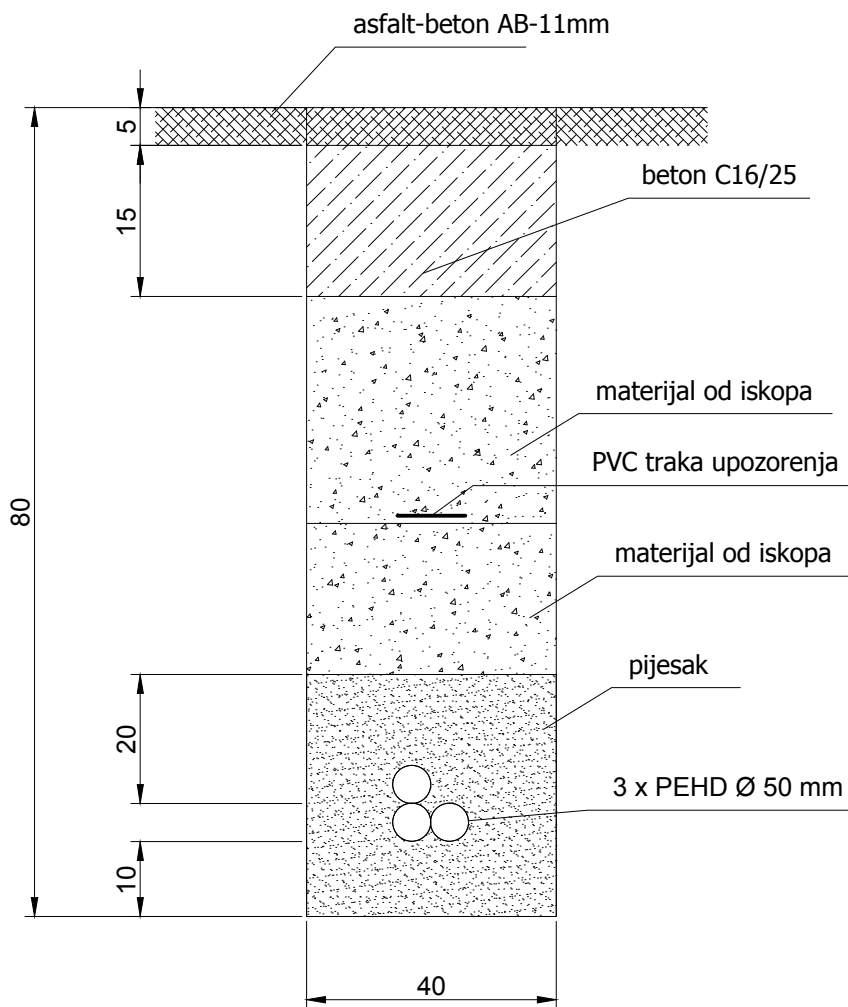 asfalt-beton AB-11mm
5
beton C16/25
15
materijal od iskopa
PVC traka upozorenja
80
materijal od iskopa
pijesak
20
3 x PEHD Ø 50 mm
10
40